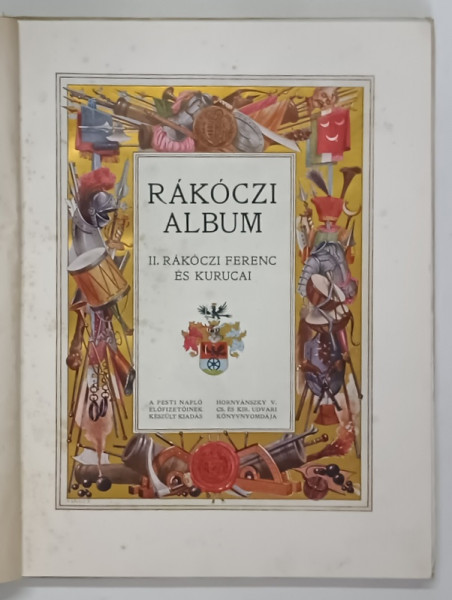 RÁKÓCZI
ALBUM
II. RÁKÓCZI FERENC
ÉS KURUCAI
A PESTI NAPLÓ
ELŐFIZETŐINEK
KÉSZÜLT KIADÁS
HORNYÁNSZKY V.
CS. ÉS KIR. UDVARI
KÖNYVNYOMDÁJA